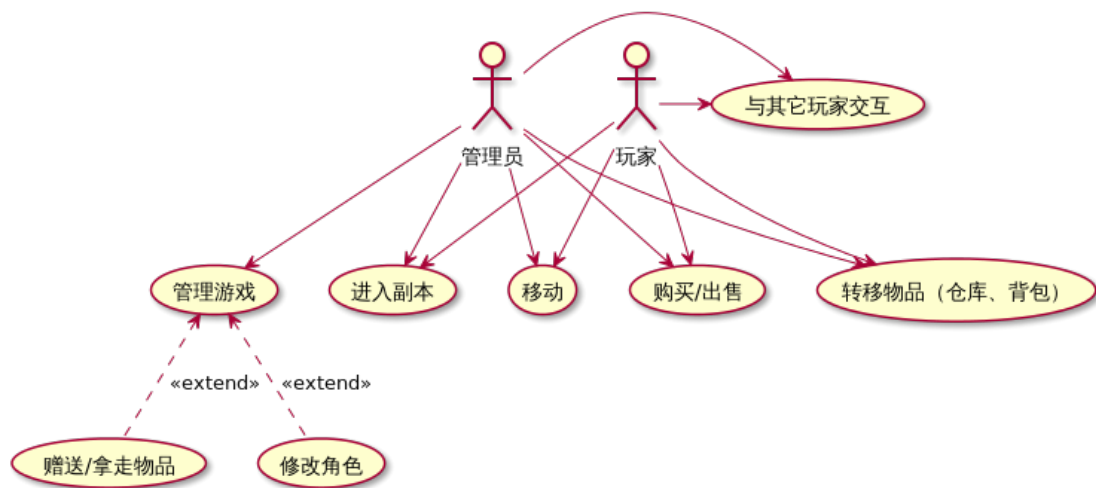 与其它玩家交互
管理员
玩家
管理游戏
进入副本
移动
购买/出售
转移物品（仓库、背包）
«extend»
«extend»
赠送/拿走物品
修改角色